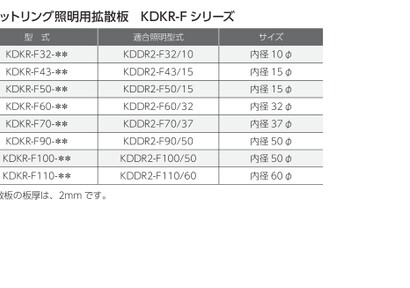 ットリング照明用拡散板　KDKR-F シリーズ
型　式　適合照明型式　サイズ
KDKR-F32-** KDDR2-F32/10 内径 10 φ
KDKR-F43-** KDDR2-F43/15 内径 15 φ
KDKR-F50-** KDDR2-F50/15 内径 15 φ
KDKR-F60-** KDDR2-F60/32 内径 32 φ
KDKR-F70-** KDDR2-F70/37 内径 37 φ
KDKR-F90-** KDDR2-F90/50 内径 50 φ
KDKR-F100-** KDDR2-F100/50 内径 50 φ
KDKR-F110-** KDDR2-F110/60 内径 60 φ
散板の板厚は、2mm です。